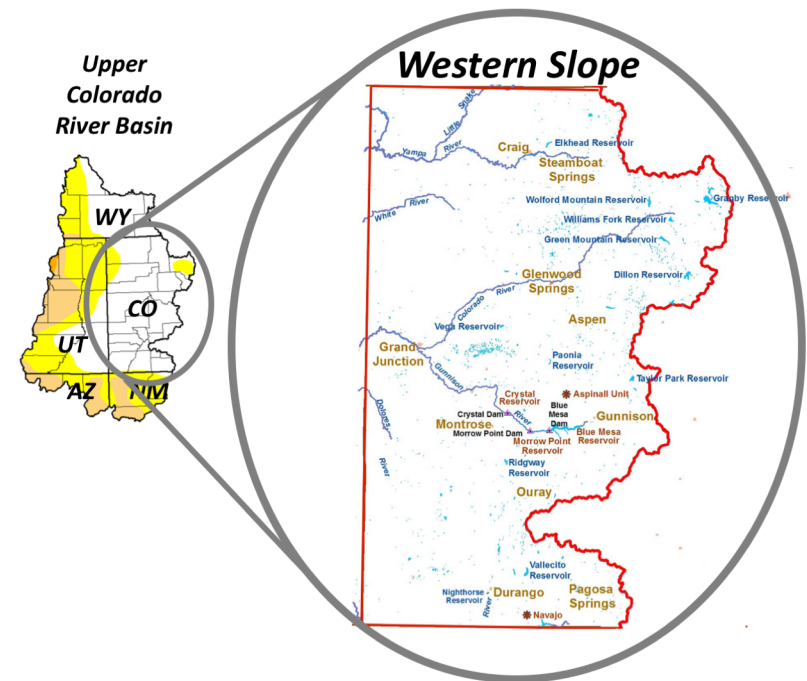 Upper
Colorado
River Basin
WY
CO
UT
AZ
NM
Western Slope
Little Snake
Yampa River
Craig
Elkhead Reservoir
Steamboat
Springs
White River
Wolford Mountain Reservoir
Granby Reservoir
Williams Fork Reservoir
Green Mountain Reservoir
Glenwood
Springs
Dillon Reservoir
Colorado River
Aspen
Vega Reservoir
Grand
Junction
Paonia
Reservoir
Gunnison River
Taylor Park Reservoir
Aspinall Unit
Crystal
Reservoir
Blue
Mesa
Dam
Crystal Dam
Gunnison
Montrose
Morrow Point Dam
Blue Mesa
Reservoir
Morrow Point
Reservoir
Dolores River
Ridgway
Reservoir
Ouray
Vallecito
Reservoir
Nighthorse
Reservoir
River
Durango
Pagosa
Springs
Navajo